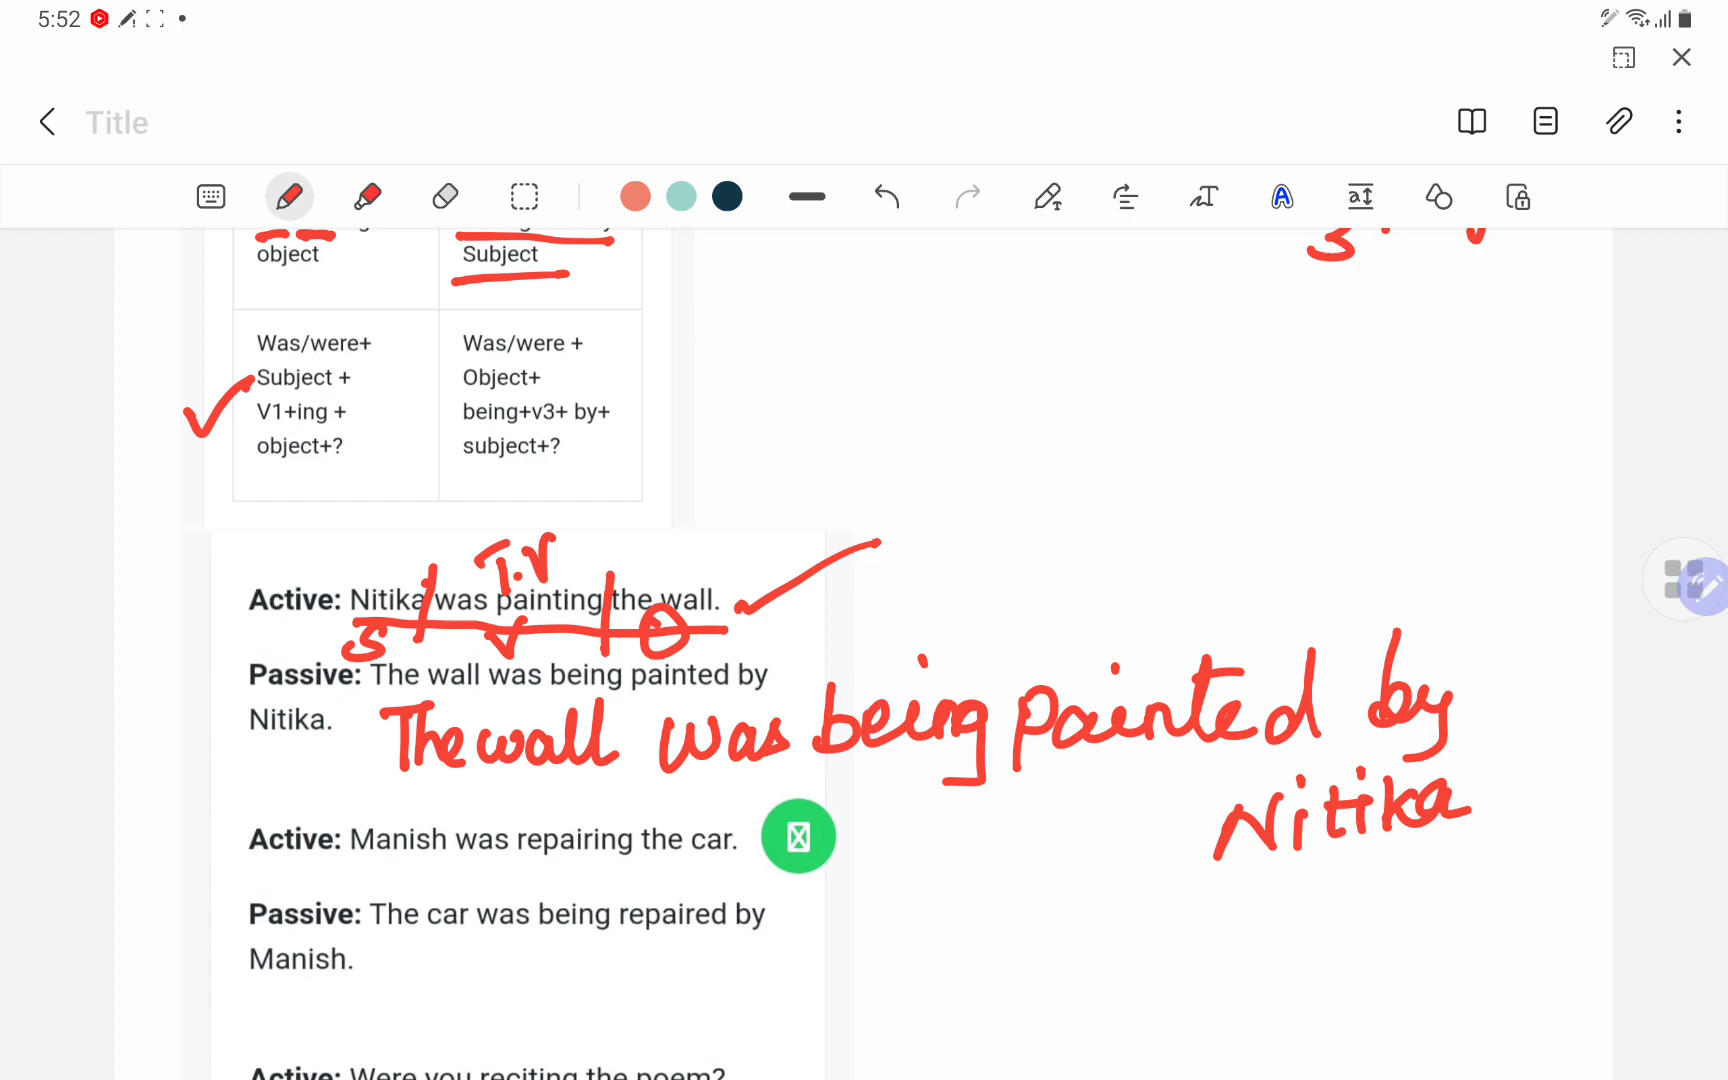 5:52
Title
object
Subject
Was/were+
Subject +
V1+ing +
object+?
Was/were +
Object+
being+v3+ by+
subject+?
T.V
Active: Nitika was painting the wall.
S V O
Passive: The wall was being painted by
Nitika.
The wall was being painted by
Nitika
Active: Manish was repairing the car.
Passive: The car was being repaired by
Manish.
Active: Were you reciting the poem?